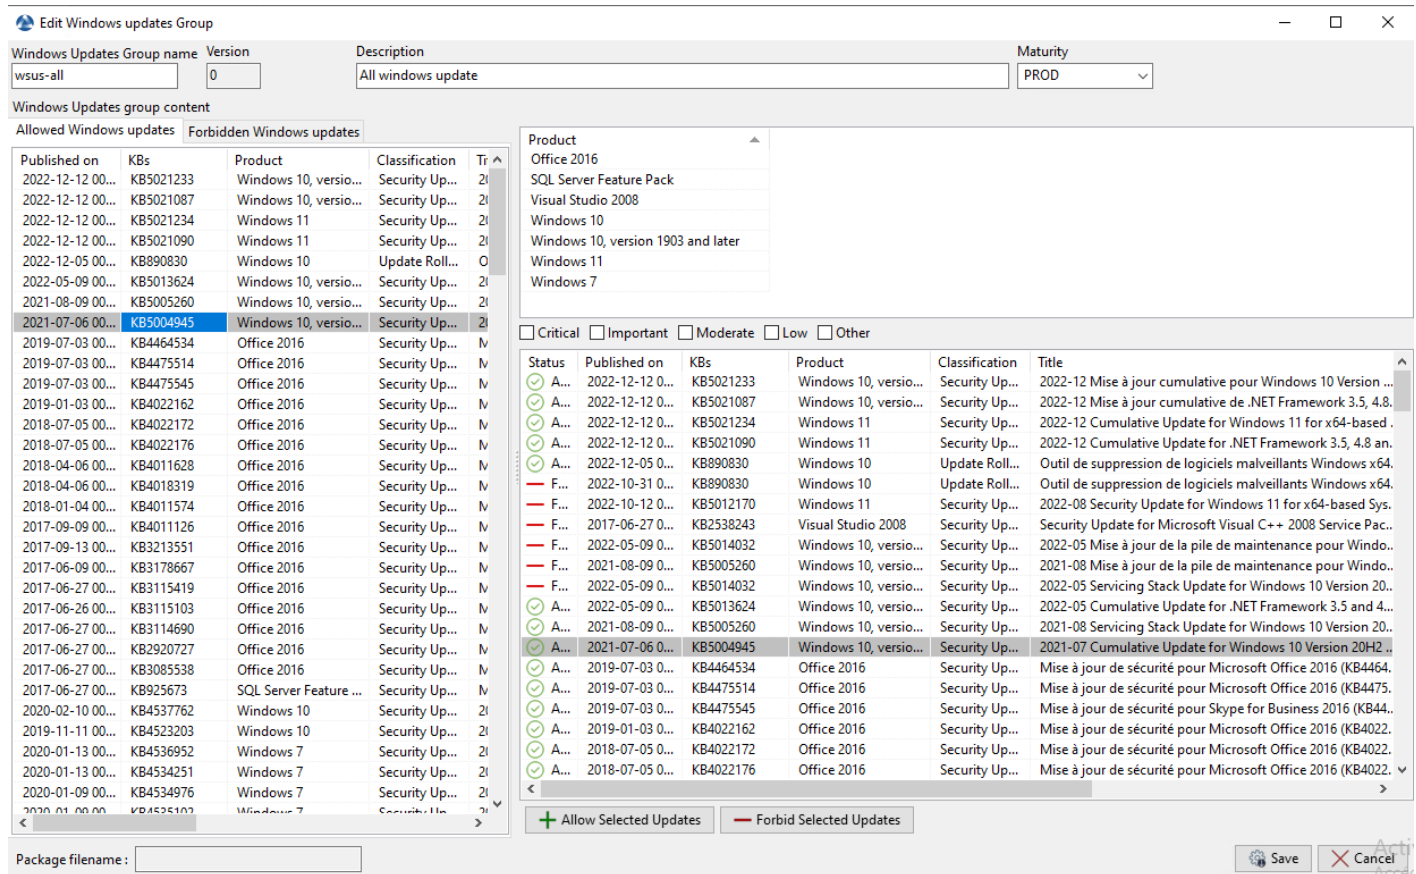 Edit Windows updates Group
Windows Updates Group name Version Description Maturity
wsus-all 0 All windows update PROD
Windows Updates group content
Allowed Windows updates Forbidden Windows updates
Published on KBs Product Classification
2022-12-12 00... KB5021233 Windows 10, versio... Security Up...
2022-12-12 00... KB5021087 Windows 10, versio... Security Up...
2022-12-12 00... KB5021234 Windows 11 Security Up...
2022-12-12 00... KB5021090 Windows 11 Security Up...
2022-12-05 00... KB890830 Windows 10 Update Roll...
2022-05-09 00... KB5013624 Windows 10, versio... Security Up...
2021-08-09 00... KB5005260 Windows 10, versio... Security Up...
2021-07-06 00... KB5004945 Windows 10, versio... Security Up...
2019-07-03 00... KB4464534 Office 2016 Security Up...
2019-07-03 00... KB4475514 Office 2016 Security Up...
2019-07-03 00... KB4475545 Office 2016 Security Up...
2019-01-03 00... KB4022162 Office 2016 Security Up...
2018-07-05 00... KB4022172 Office 2016 Security Up...
2018-07-05 00... KB4022176 Office 2016 Security Up...
2018-04-06 00... KB4011628 Office 2016 Security Up...
2018-04-06 00... KB4018319 Office 2016 Security Up...
2018-01-04 00... KB4011574 Office 2016 Security Up...
2017-09-09 00... KB4011126 Office 2016 Security Up...
2017-09-13 00... KB3213551 Office 2016 Security Up...
2017-06-09 00... KB3178667 Office 2016 Security Up...
2017-06-27 00... KB3115419 Office 2016 Security Up...
2017-06-26 00... KB3115103 Office 2016 Security Up...
2017-06-27 00... KB3114690 Office 2016 Security Up...
2017-06-27 00... KB2920727 Office 2016 Security Up...
2017-06-27 00... KB3085538 Office 2016 Security Up...
2017-06-27 00... KB925673 SQL Server Feature ... Security Up...
2020-02-10 00... KB4537762 Windows 10 Security Up...
2019-11-11 00... KB4523203 Windows 10 Security Up...
2020-01-13 00... KB4536952 Windows 7 Security Up...
2020-01-13 00... KB4534251 Windows 7 Security Up...
2020-01-09 00... KB4534976 Windows 7 Security Up...
Product
Office 2016
SQL Server Feature Pack
Visual Studio 2008
Windows 10
Windows 10, version 1903 and later
Windows 11
Windows 7
Critical Important Moderate Low Other
Status Published on KBs Product Classification Title
A... 2022-12-12 0... KB5021233 Windows 10, versio... Security Up... 2022-12 Mise à jour cumulative pour Windows 10 Version ...
A... 2022-12-12 0... KB5021087 Windows 10, versio... Security Up... 2022-12 Mise à jour cumulative de .NET Framework 3.5, 4.8.
A... 2022-12-12 0... KB5021234 Windows 11 Security Up... 2022-12 Cumulative Update for Windows 11 for x64-based .
A... 2022-12-12 0... KB5021090 Windows 11 Security Up... 2022-12 Cumulative Update for .NET Framework 3.5, 4.8 an.
A... 2022-12-05 0... KB890830 Windows 10 Update Roll... Outil de suppression de logiciels malveillants Windows x64.
F... 2022-10-31 0... KB890830 Windows 10 Update Roll... Outil de suppression de logiciels malveillants Windows x64.
F... 2022-10-12 0... KB5012170 Windows 11 Security Up... 2022-08 Security Update for Windows 11 for x64-based Sys.
F... 2017-06-27 0... KB2538243 Visual Studio 2008 Security Up... Security Update for Microsoft Visual C++ 2008 Service Pac...
F... 2022-05-09 0... KB5014032 Windows 10, versio... Security Up... 2022-05 Mise à jour de la pile de maintenance pour Windo..
F... 2021-08-09 0... KB5005260 Windows 10, versio... Security Up... 2021-08 Mise à jour de la pile de maintenance pour Windo..
F... 2022-05-09 0... KB5014032 Windows 10, versio... Security Up... 2022-05 Servicing Stack Update for Windows 10 Version 20..
A... 2022-05-09 0... KB5013624 Windows 10, versio... Security Up... 2022-05 Cumulative Update for .NET Framework 3.5 and 4...
A... 2021-08-09 0... KB5005260 Windows 10, versio... Security Up... 2021-08 Servicing Stack Update for Windows 10 Version 20..
A... 2021-07-06 0... KB5004945 Windows 10, versio... Security Up... 2021-07 Cumulative Update for Windows 10 Version 20H2 ..
A... 2019-07-03 0... KB4464534 Office 2016 Security Up... Mise à jour de sécurité pour Microsoft Office 2016 (KB4464.
A... 2019-07-03 0... KB4475514 Office 2016 Security Up... Mise à jour de sécurité pour Microsoft Office 2016 (KB4475.
A... 2019-07-03 0... KB4475545 Office 2016 Security Up... Mise à jour de sécurité pour Skype for Business 2016 (KB44..
A... 2019-01-03 0... KB4022162 Office 2016 Security Up... Mise à jour de sécurité pour Microsoft Office 2016 (KB4022.
A... 2018-07-05 0... KB4022172 Office 2016 Security Up... Mise à jour de sécurité pour Microsoft Office 2016 (KB4022.
A... 2018-07-05 0... KB4022176 Office 2016 Security Up... Mise à jour de sécurité pour Microsoft Office 2016 (KB4022.
Allow Selected Updates Forbid Selected Updates
Package filename :
Save Cancel